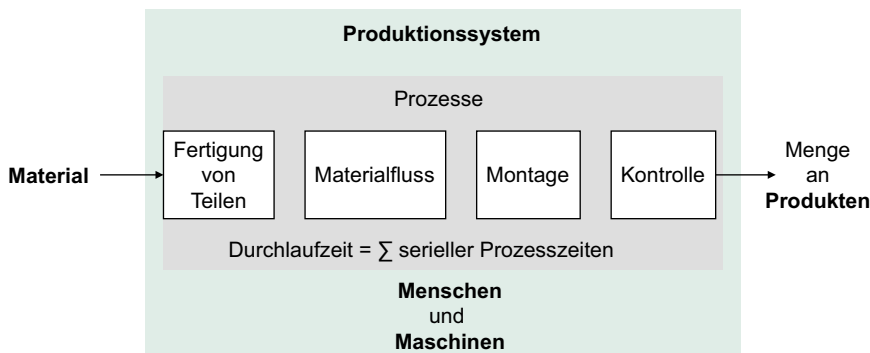 Produktionssystem
Prozesse
Material
Fertigung
von
Teilen
Materialfluss
Montage
Kontrolle
Menge
an
Produkten
Durchlaufzeit = ∑ serieller Prozesszeiten
Menschen
und
Maschinen